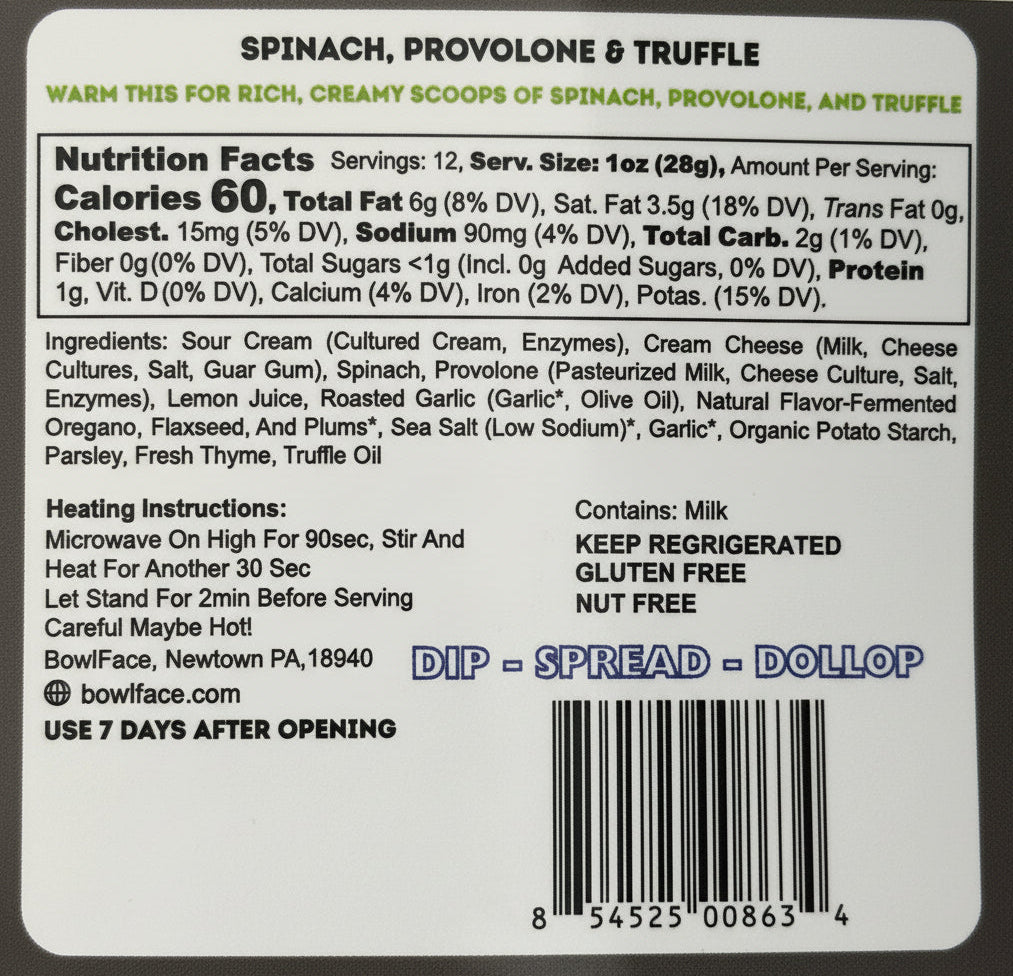 SPINACH, PROVOLONE & TRUFFLE
WARM THIS FOR RICH, CREAMY SCOOPS OF SPINACH, PROVOLONE, AND TRUFFLE
Nutrition Facts Servings: 12, Serv. Size: 1oz (28g), Amount Per Serving:
Calories 60, Total Fat 6g (8% DV), Sat. Fat 3.5g (18% DV), Trans Fat 0g,
Cholest. 15mg (5% DV), Sodium 90mg (4% DV), Total Carb. 2g (1% DV),
Fiber 0g (0% DV), Total Sugars <1g (Incl. 0g Added Sugars, 0% DV), Protein
1g, Vit. D (0% DV), Calcium (4% DV), Iron (2% DV), Potas. (15% DV).
Ingredients: Sour Cream (Cultured Cream, Enzymes), Cream Cheese (Milk, Cheese
Cultures, Salt, Guar Gum), Spinach, Provolone (Pasteurized Milk, Cheese Culture, Salt,
Enzymes), Lemon Juice, Roasted Garlic (Garlic*, Olive Oil), Natural Flavor-Fermented
Oregano, Flaxseed, And Plums*, Sea Salt (Low Sodium)*, Garlic*, Organic Potato Starch,
Parsley, Fresh Thyme, Truffle Oil
Heating Instructions:
Microwave On High For 90sec, Stir And
Heat For Another 30 Sec
Let Stand For 2min Before Serving
Careful Maybe Hot!
BowlFace, Newtown PA,18940
bowlface.com
USE 7 DAYS AFTER OPENING
Contains: Milk
KEEP REGRIGERATED
GLUTEN FREE
NUT FREE
DIP - SPREAD - DOLLOP
8 54525 00863 4